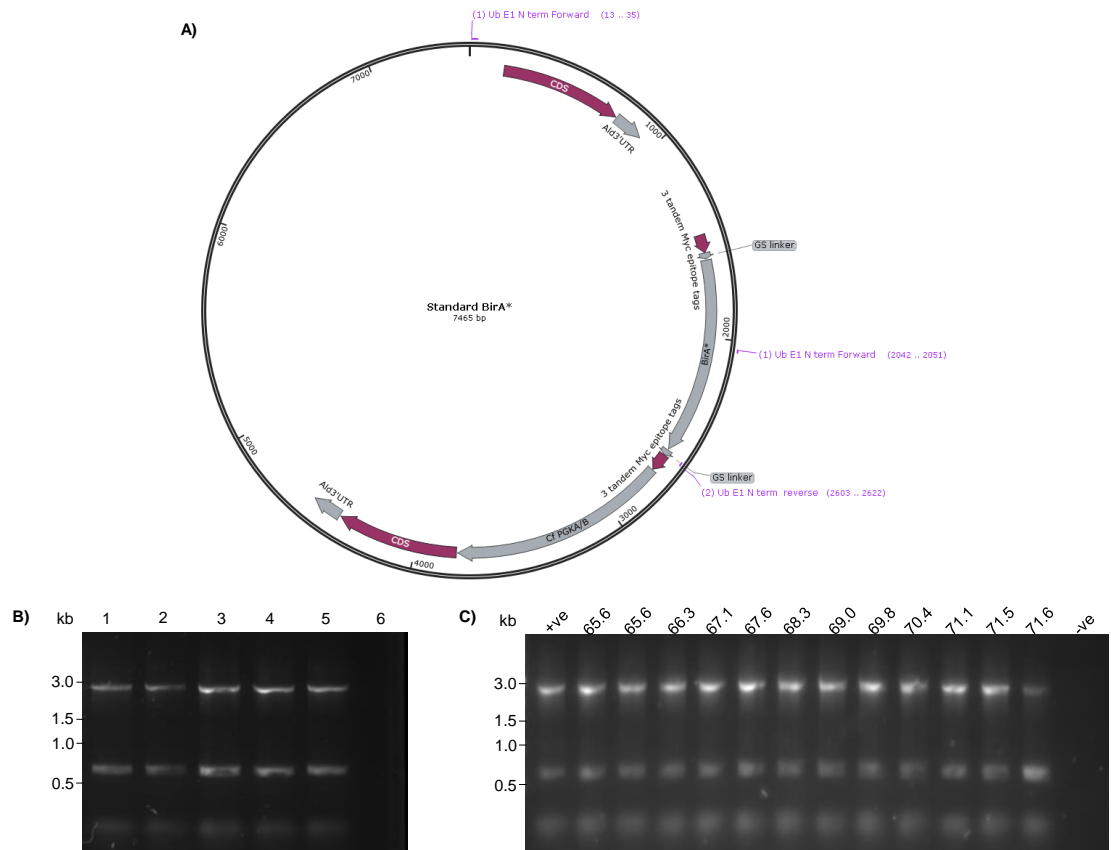 A)
(1) Ub E1 N term Forward (13 .. 35)
7000
CDS
Ald3'UTR
1000
3 tandem Myc epitope tags
GS linker
6000
Standard BirA*
7465 bp
2000
BirA*
(1) Ub E1 N term Forward (2042 .. 2051)
3 tandem Myc epitope tags
5000
GS linker
(2) Ub E1 N term reverse (2603 .. 2622)
Ald3'UTR
3000
Cf PGKA/B
CDS
4000
B)
kb
1 2 3 4 5 6
3.0
1.5
1.0
0.5
C)
kb
+ve 65.6 65.6 66.3 67.1 67.6 68.3 69.0 69.8 70.4 71.1 71.5 71.6 -ve
3.0
1.5
1.0
0.5